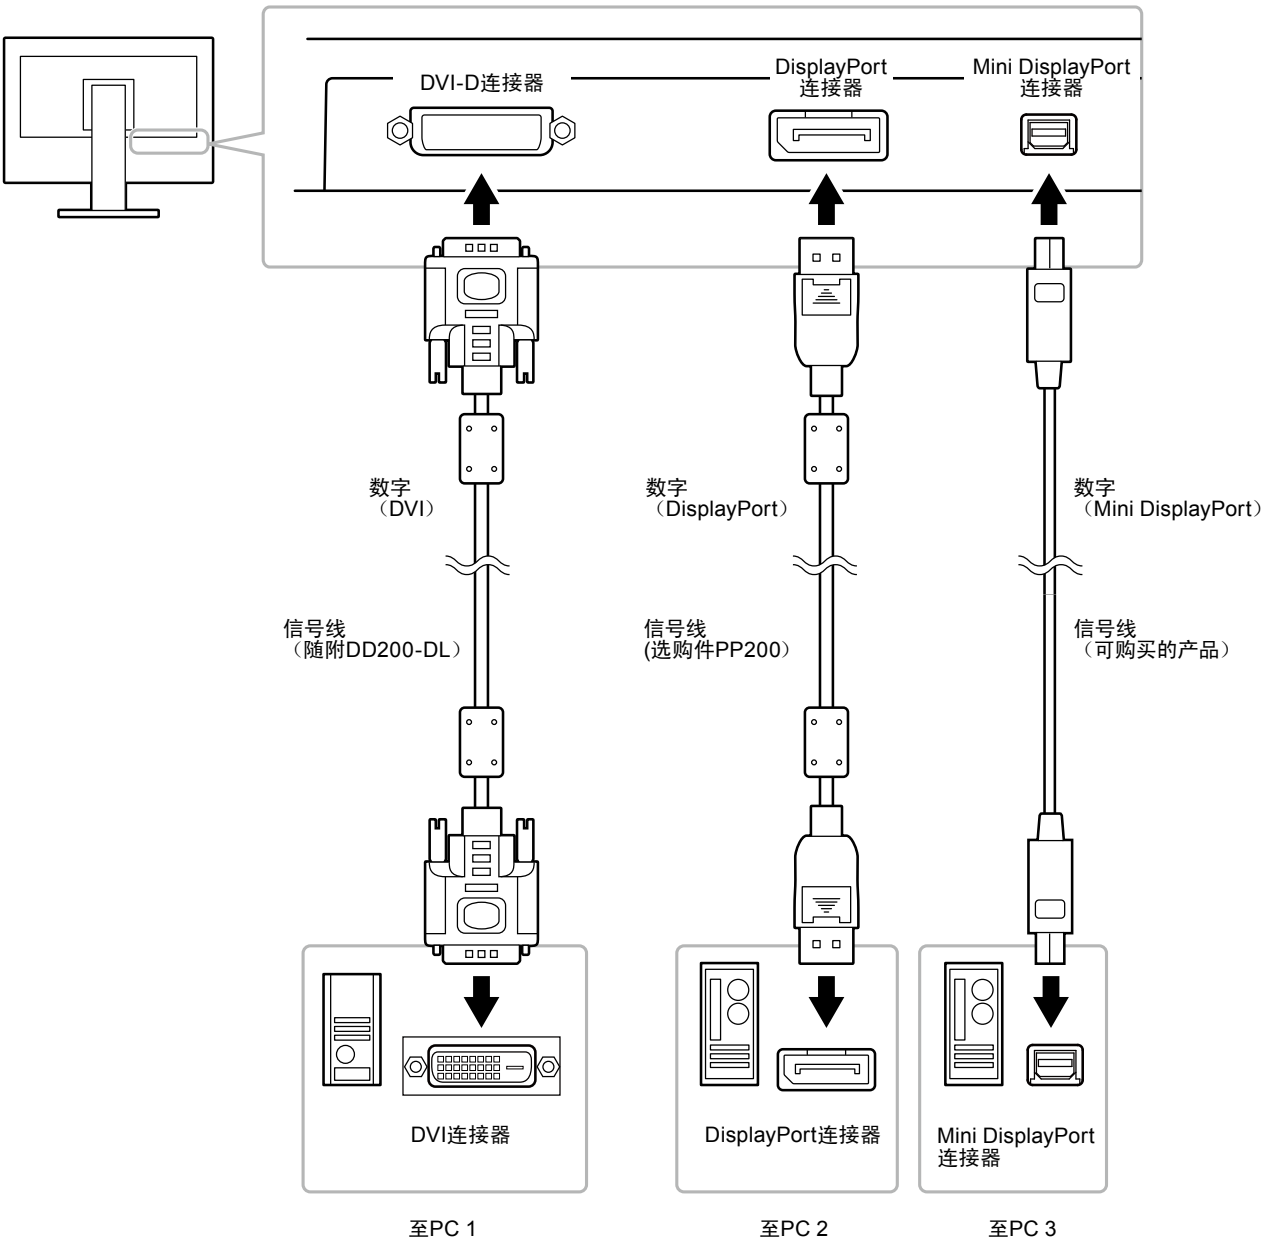 DVI-D连接器
DisplayPort
连接器
Mini DisplayPort
连接器
数字
（DVI）
数字
（DisplayPort）
数字
（Mini DisplayPort）
信号线
（随附DD200-DL）
信号线
(选购件PP200）
信号线
（可购买的产品）
DVI连接器
DisplayPort连接器
Mini DisplayPort
连接器
至PC 1
至PC 2
至PC 3